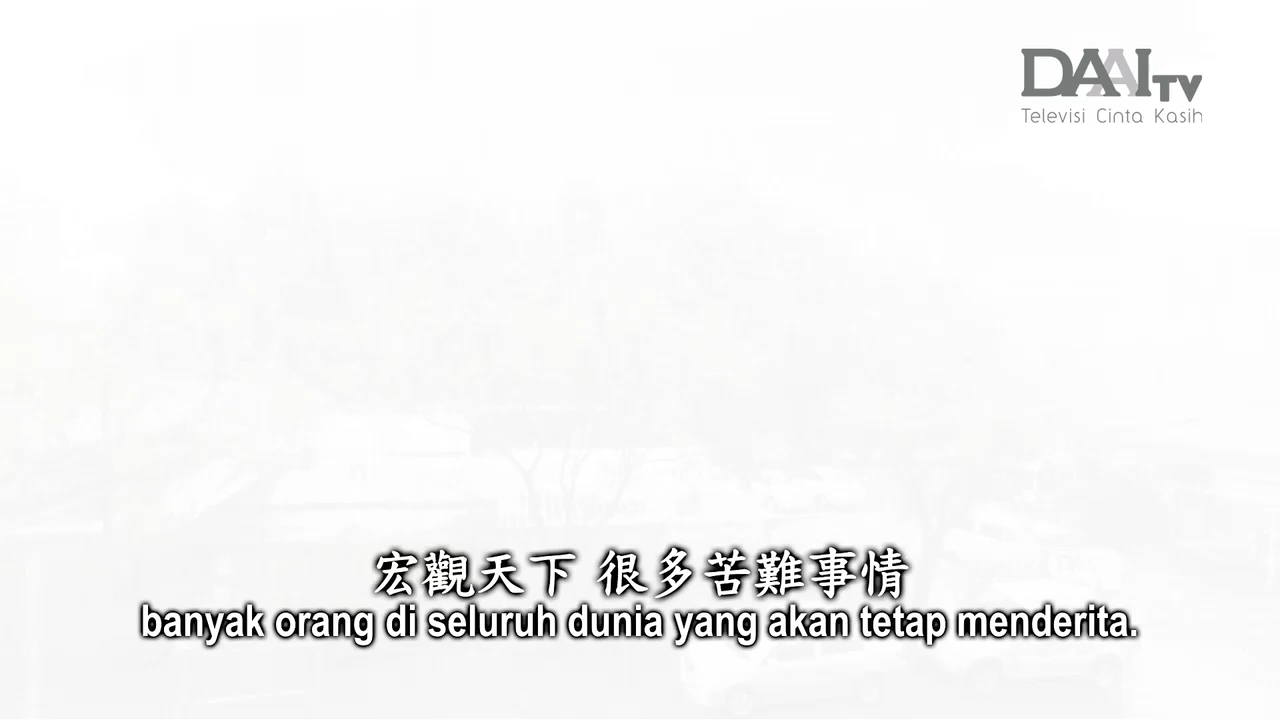 DAAI TV
Televisi Cinta Kasih
宏觀天下 很多苦難事情
banyak orang di seluruh dunia yang akan tetap menderita.